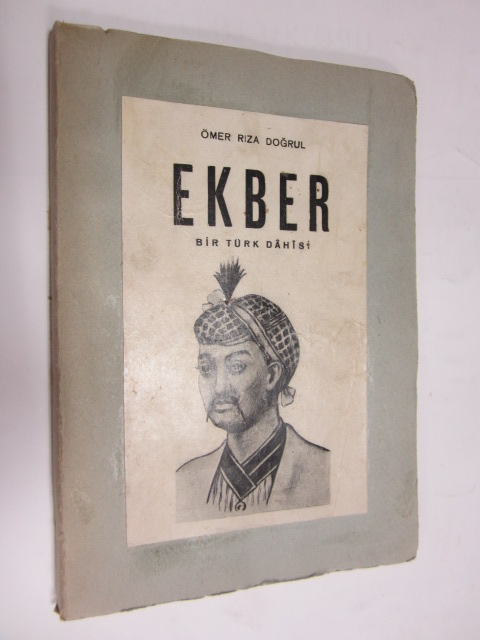 ÖMER RIZA DOĞRUL
EKBER
BİR TÜRK DÂHİSİ